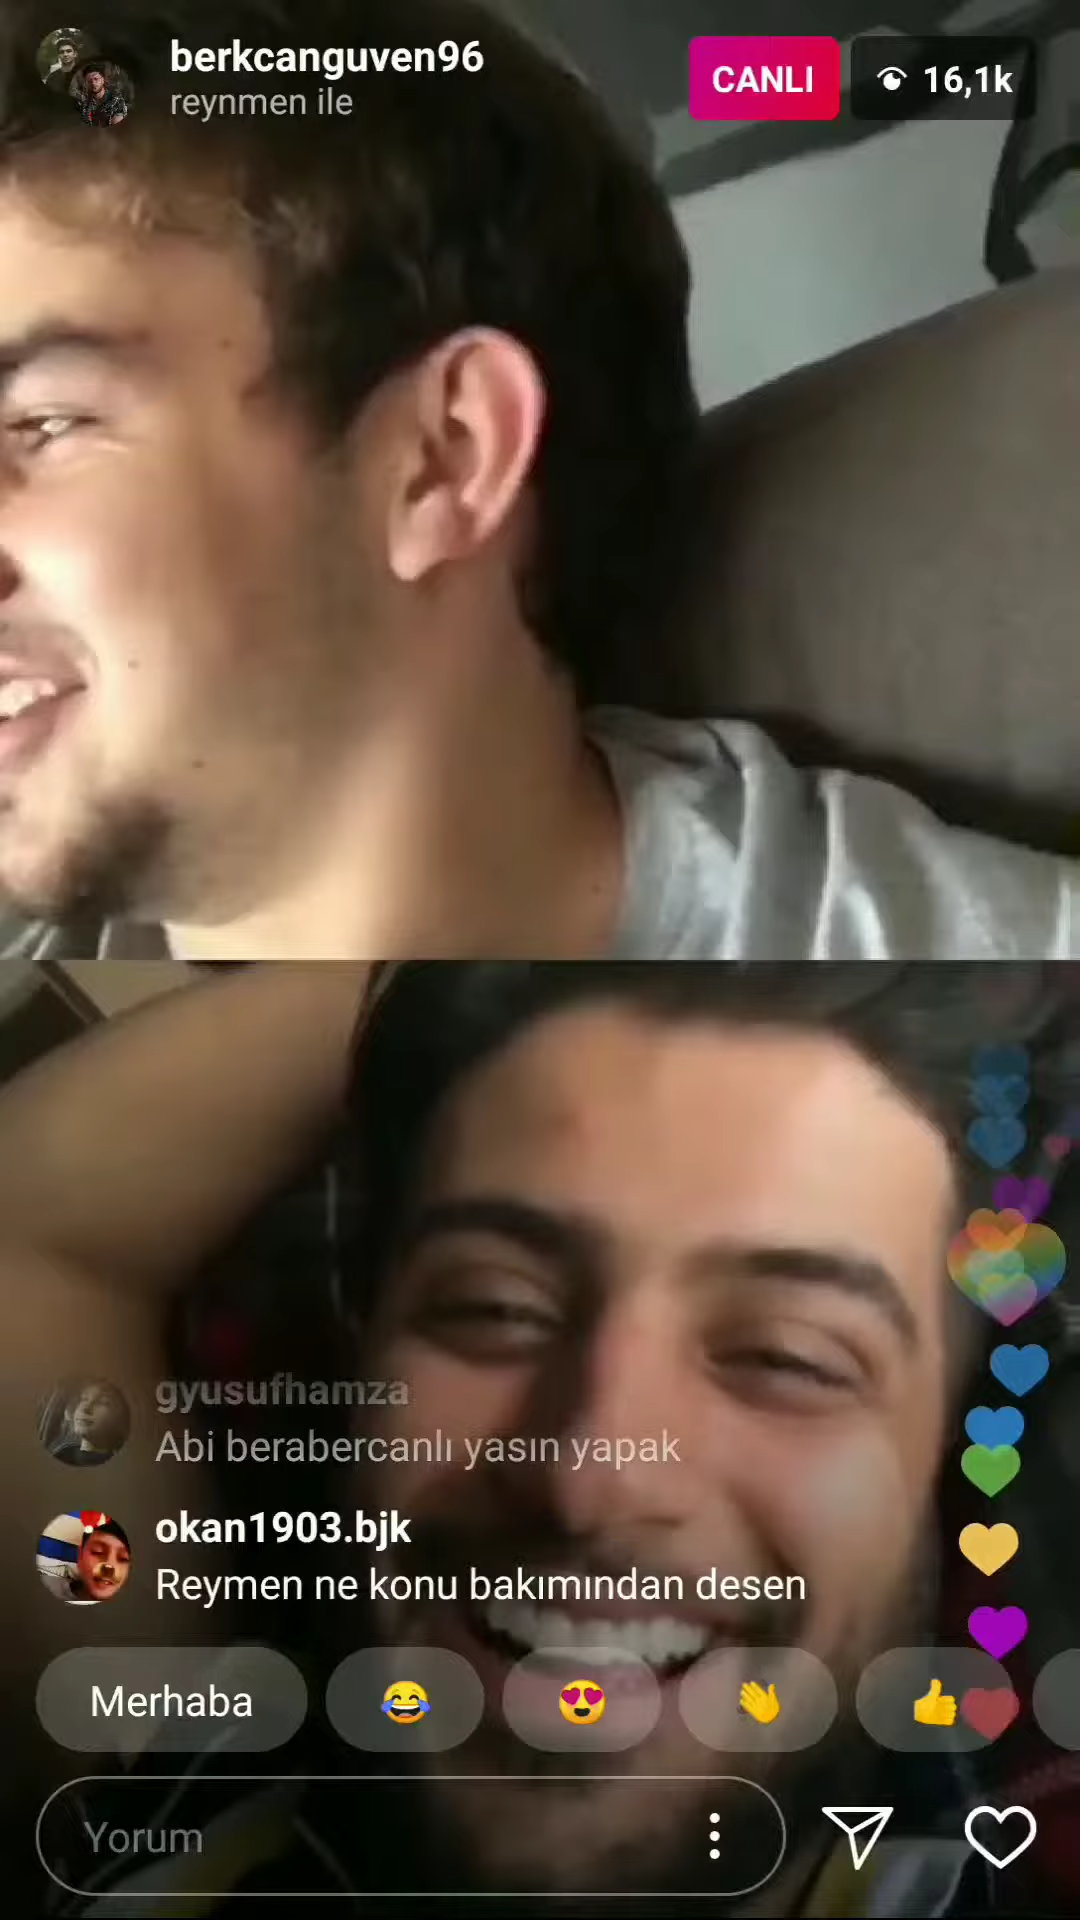 berkcanguven96
reynmen ile
CANLI
16,1k
gyusufhamza
Abi berabercanlı yasın yapak
okan1903.bjk
Reymen ne konu bakımından desen
Merhaba
Yorum